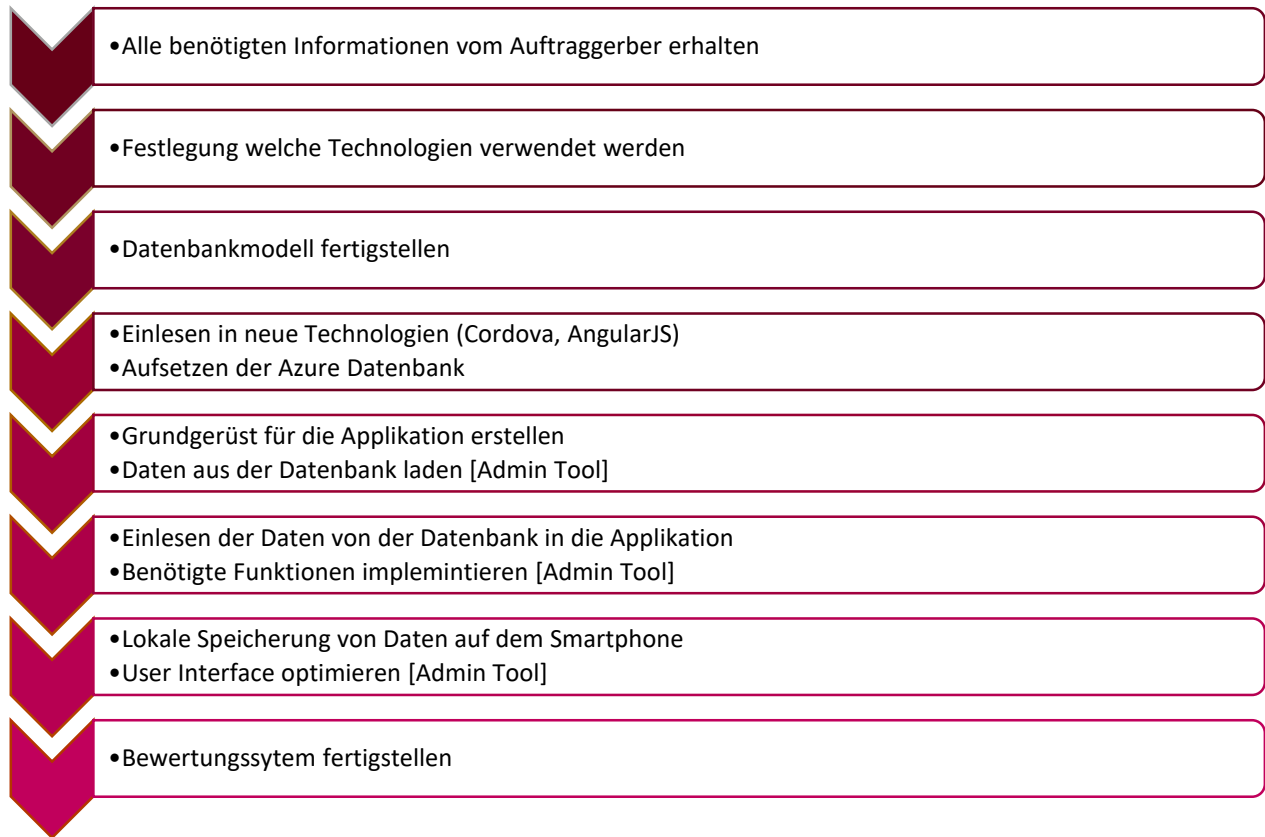 •Alle benötigten Informationen vom Auftraggerber erhalten
•Festlegung welche Technologien verwendet werden
•Datenbankmodell fertigstellen
•Einlesen in neue Technologien (Cordova, AngularJS)
•Aufsetzen der Azure Datenbank
•Grundgerüst für die Applikation erstellen
•Daten aus der Datenbank laden [Admin Tool]
•Einlesen der Daten von der Datenbank in die Applikation
•Benötigte Funktionen implemintieren [Admin Tool]
•Lokale Speicherung von Daten auf dem Smartphone
•User Interface optimieren [Admin Tool]
•Bewertungssytem fertigstellen